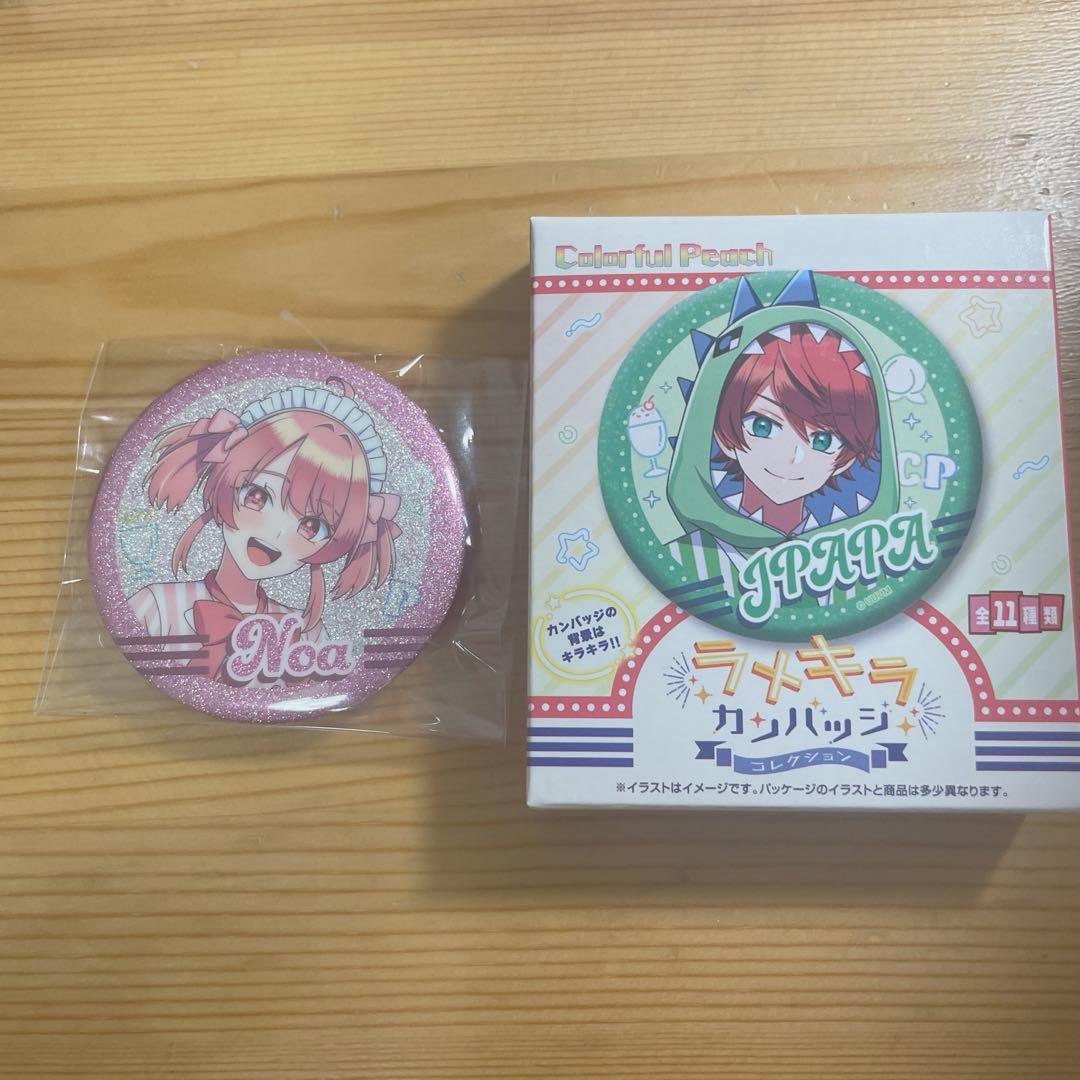 Noa
Colorful Peach
CP
JPAPA
© UUUM
カンバッジの
背景は
キラキラ!!
全11種類
ラメキラ
カンバッジ
コレクション
※イラストはイメージです。パッケージのイラストと商品は多少異なります。